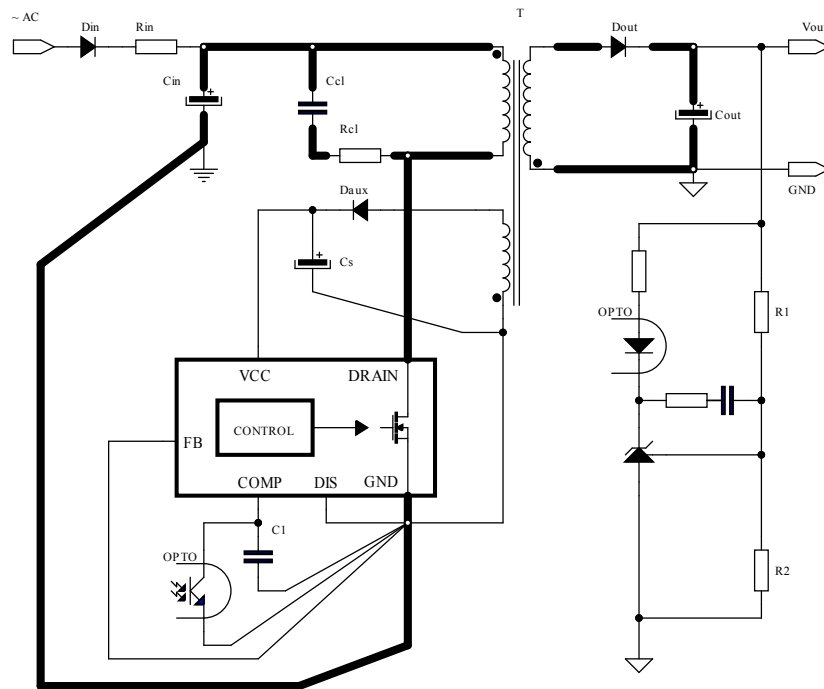 ~ AC
Din
Rin
T
Dout
Vou
Cin
+
Ccl
Rcl
+
Cout
GND
Daux
+
Cs
OPTO
R1
VCC
DRAIN
FB
CONTROL
COMP
DIS
GND
C1
OPTO
R2